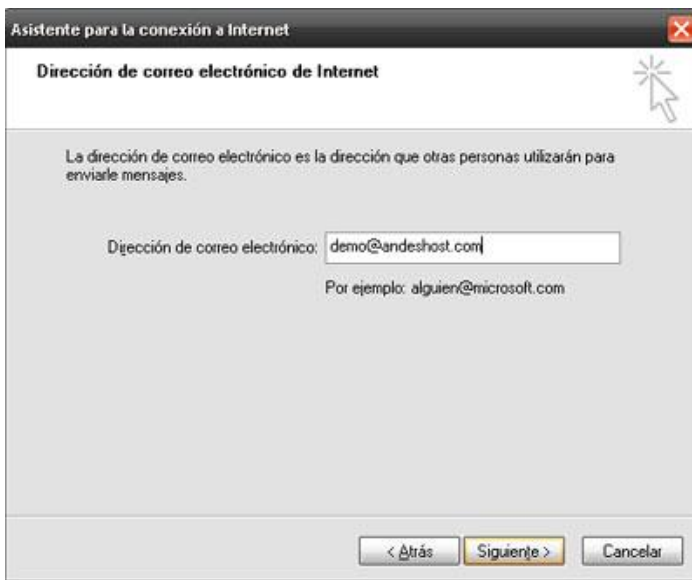 Asistente para la conexión a Internet
Dirección de correo electrónico de Internet
La dirección de correo electrónico es la dirección que otras personas utilizarán para
enviarle mensajes.
Dirección de correo electrónico: demo@andeshost.com
Por ejemplo: alguien@microsoft.com
< Atrás Siguiente > Cancelar